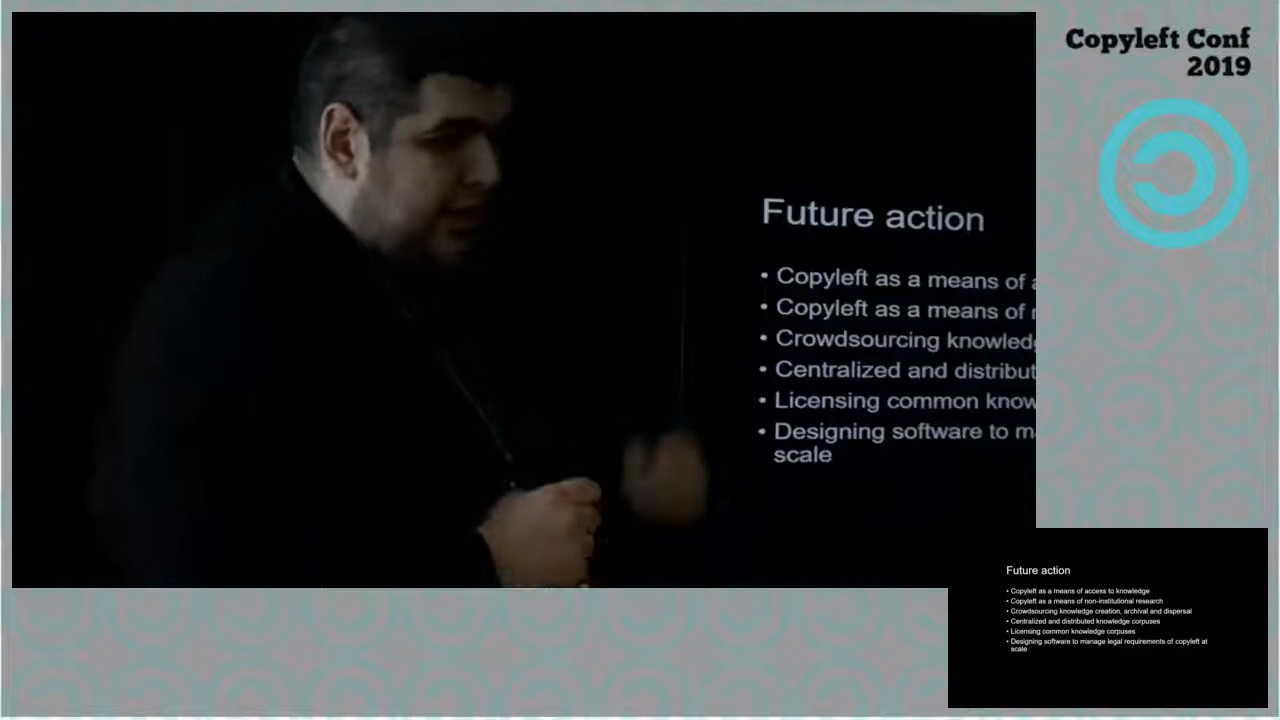 Copyleft Conf
2019
Future action
• Copyleft as a means of
• Copyleft as a means of
• Crowdsourcing knowledg
• Centralized and distribut
• Licensing common know
• Designing software to m
scale
Future action
• Copyleft as a means of access to knowledge
• Copyleft as a means of non-institutional research
• Crowdsourcing knowledge creation, archival and dispersal
• Centralized and distributed knowledge corpuses
• Licensing common knowledge corpuses
• Designing software to manage legal requirements of copyleft at
scale